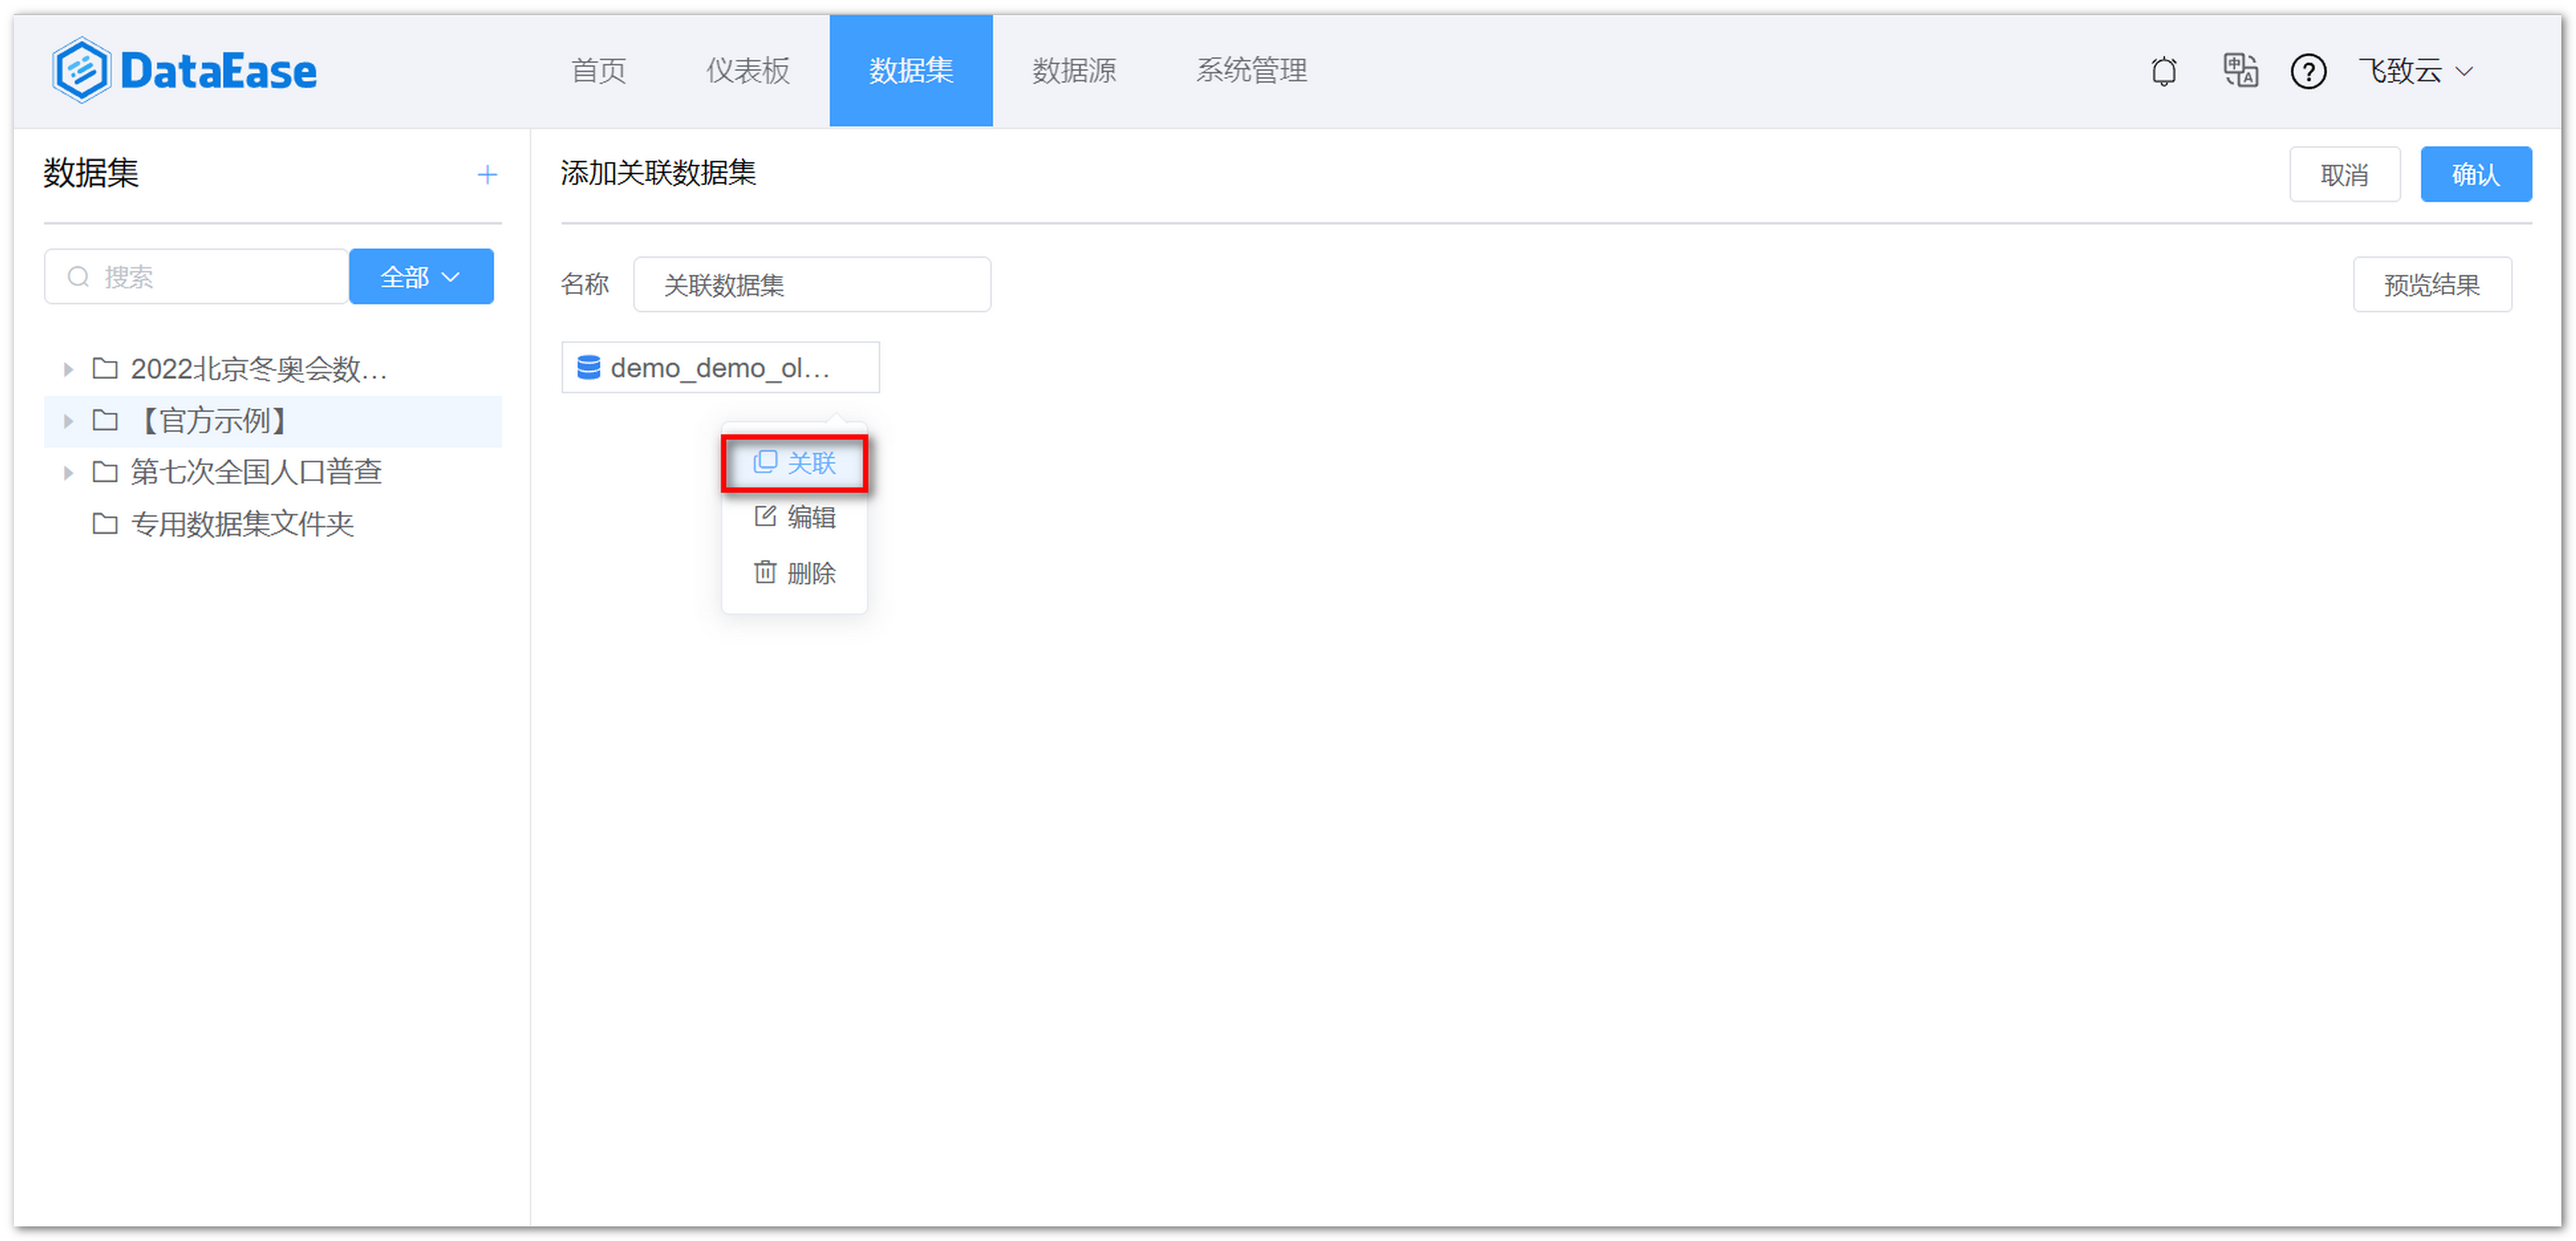 DataEase
首页 仪表板 数据集 数据源 系统管理 飞致云
数据集
搜索 全部
2022北京冬奥会数...
【官方示例】
第七次全国人口普查
专用数据集文件夹
添加关联数据集 取消 确认
名称 关联数据集 预览结果
demo_demo_ol...
关联
编辑
删除